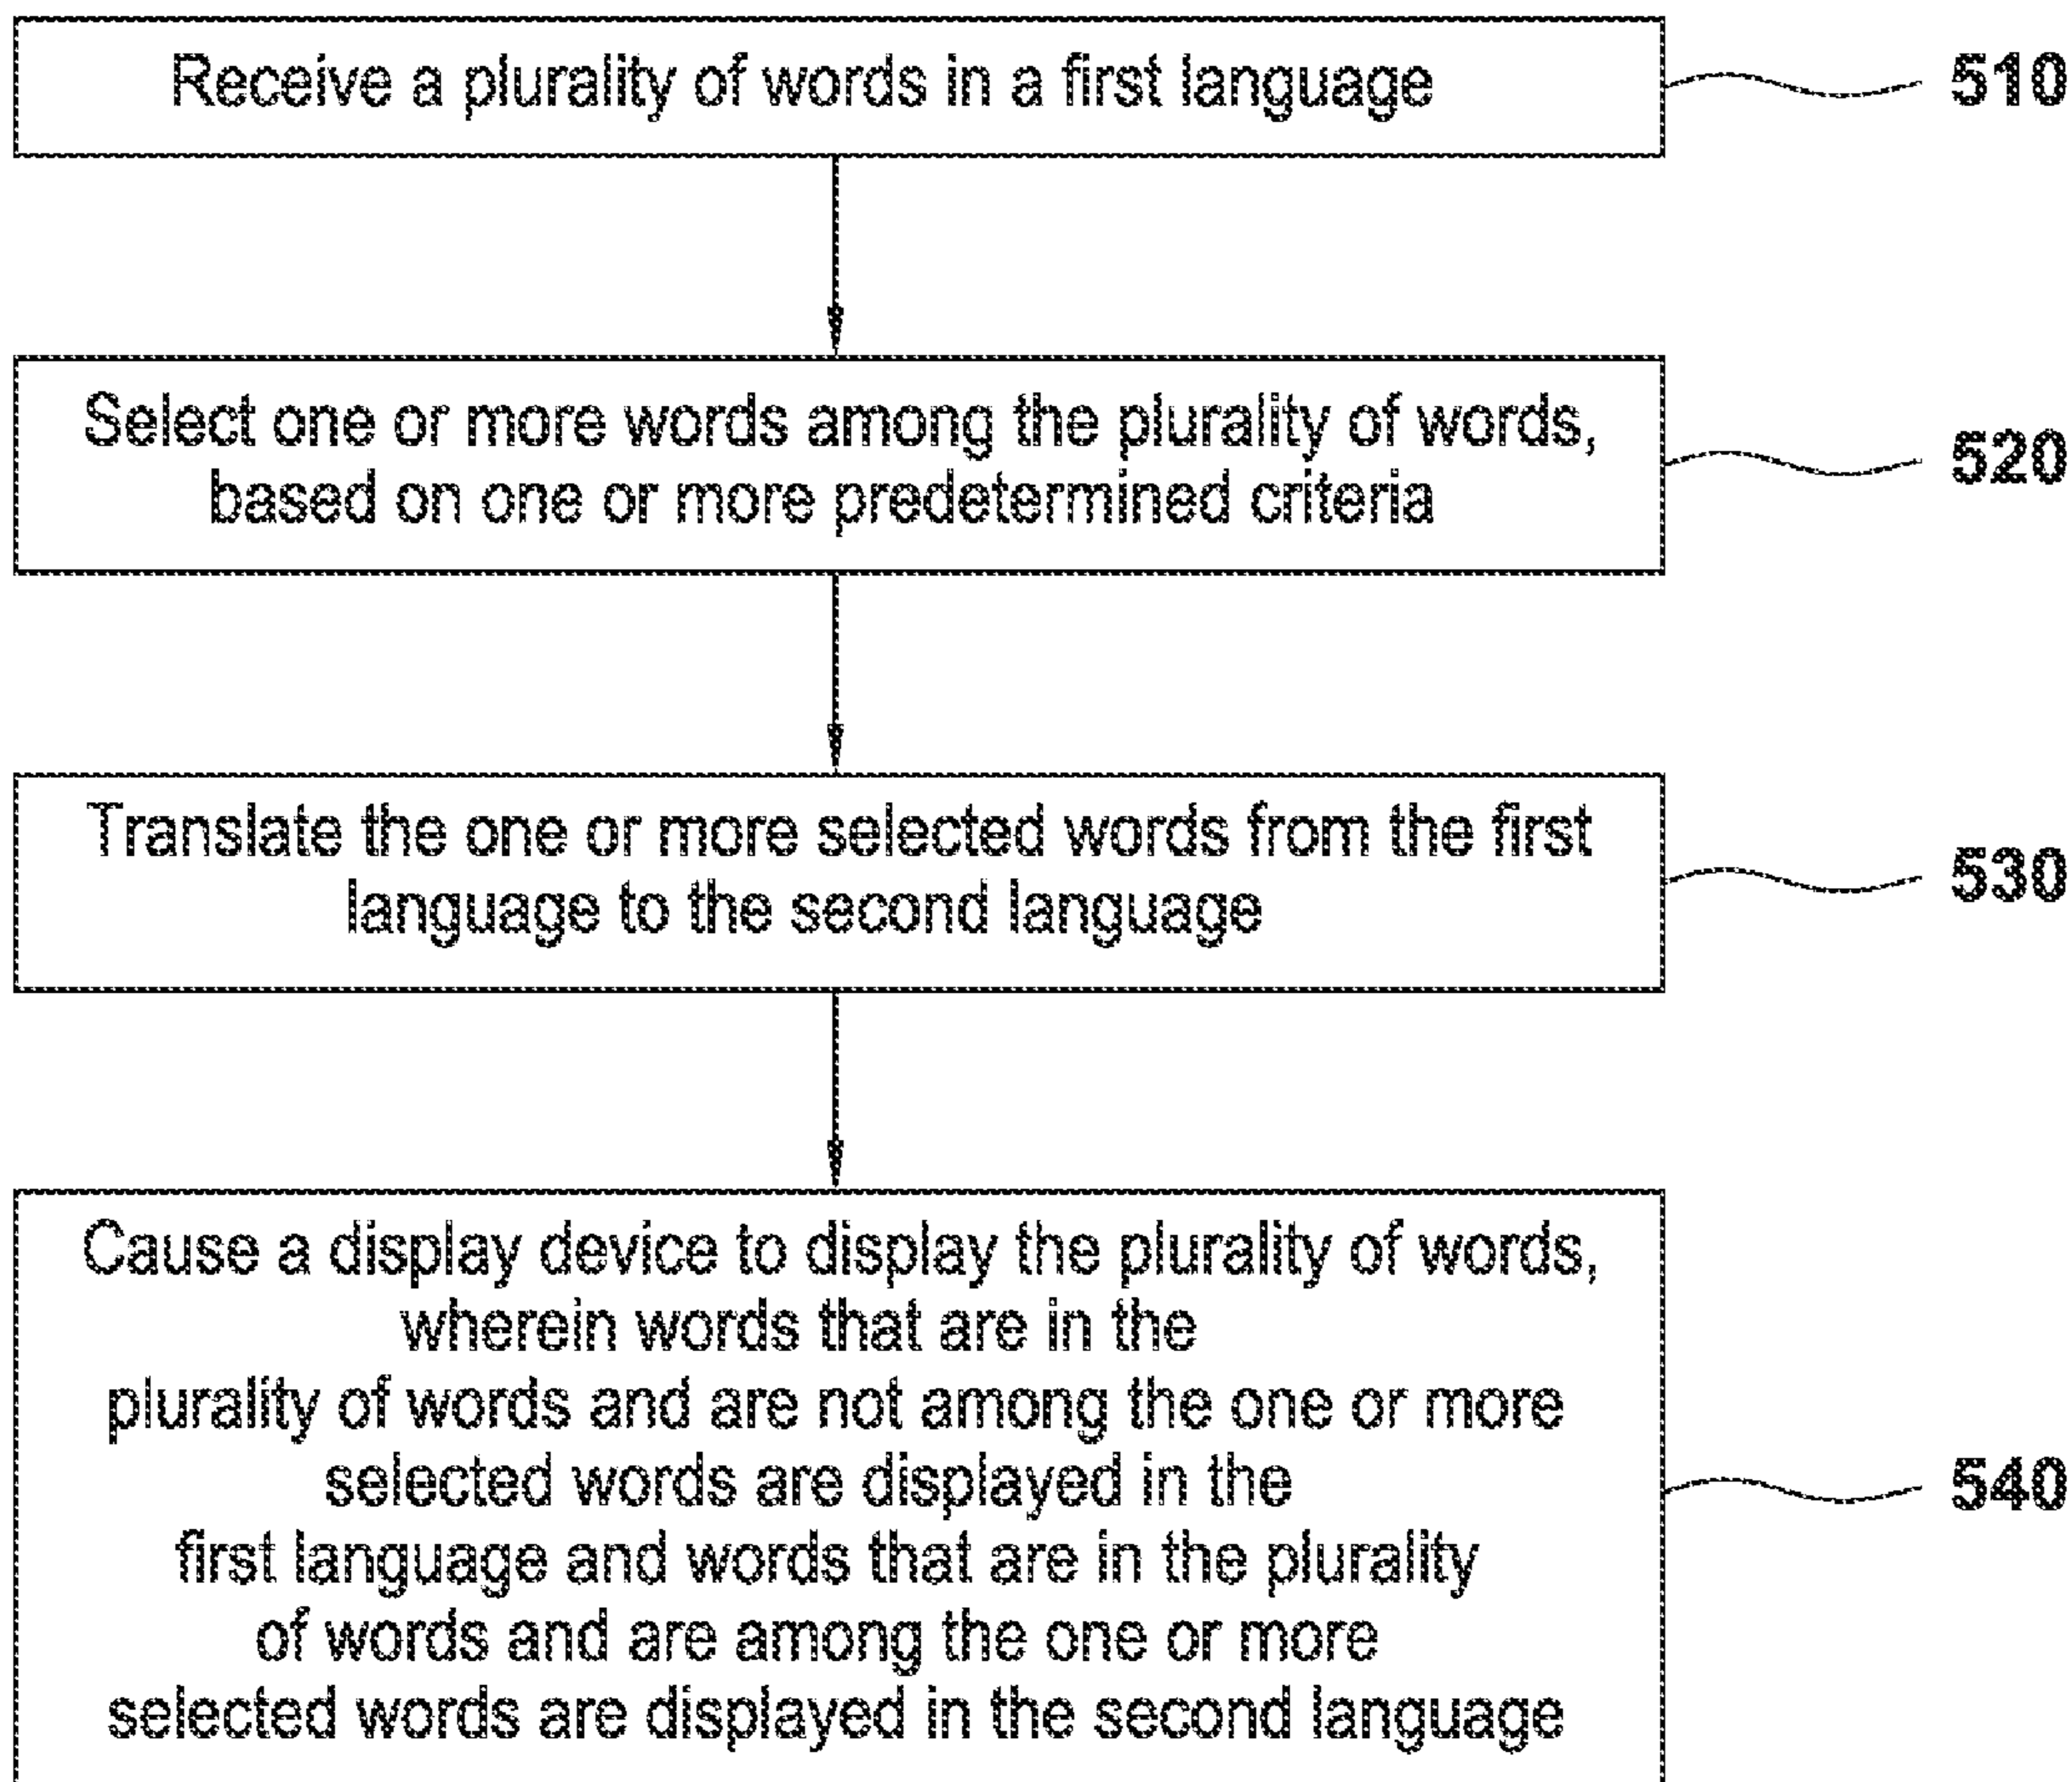 Receive a plurality of words in a first language
510
Select one or more words among the plurality of words,
based on one or more predetermined criteria
520
Translate the one or more selected words from the first
language to the second language
530
Cause a display device to display the plurality of words,
wherein words that are in the
plurality of words and are not among the one or more
selected words are displayed in the
first language and words that are in the plurality
of words and are among the one or more
selected words are displayed in the second language
540